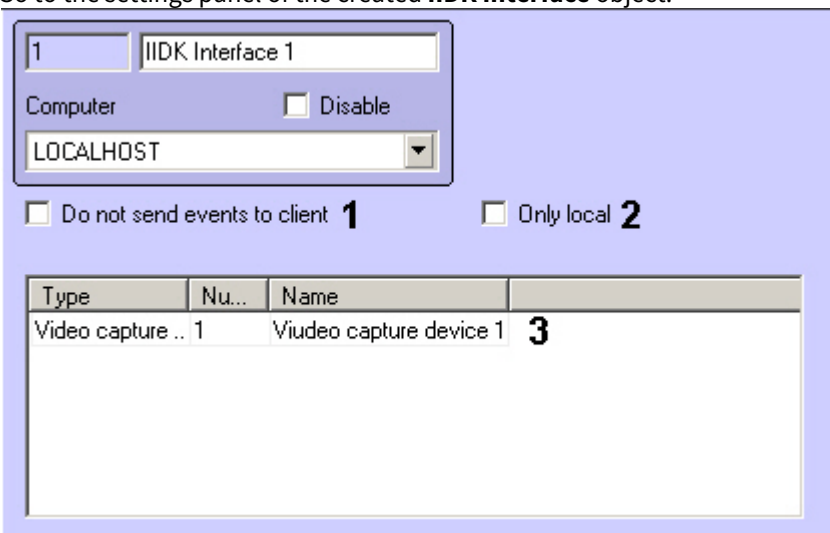 Go to the settings panel of the created IIDK Interface object.
1 IIDK Interface 1
Computer Disable
LOCALHOST
Do not send events to client 1 Only local 2
Type Nu... Name
Video capture .. 1 Viudeo capture device 1 3